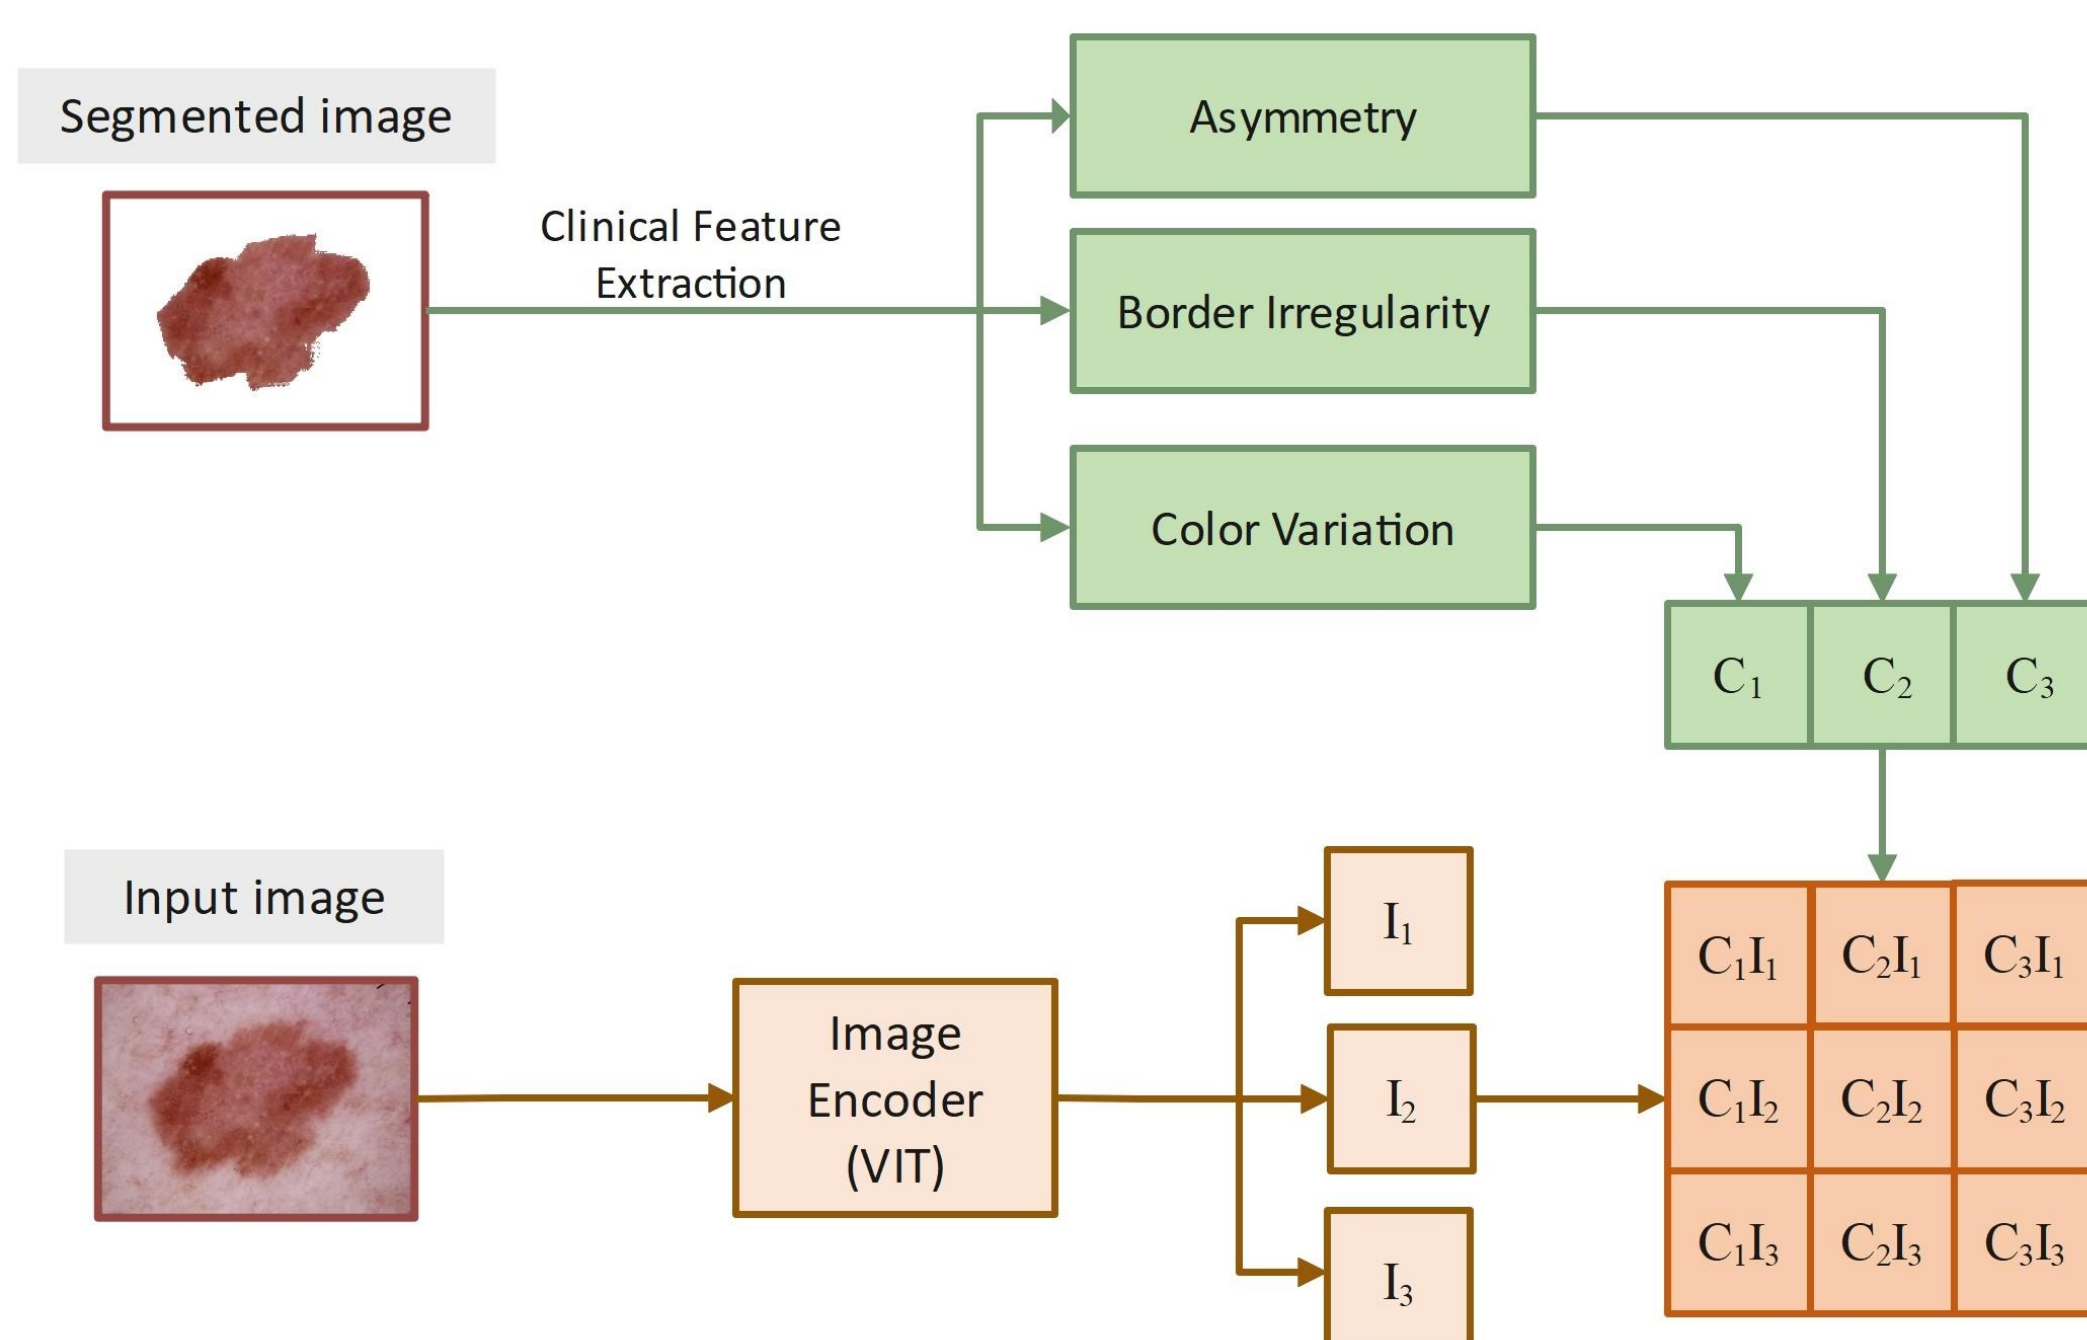 Segmented image
Clinical Feature
Extraction
Asymmetry
Border Irregularity
Color Variation
C₁ C₂ C₃
Input image
Image
Encoder
(VIT)
I₁
I₂
I₃
C₁I₁ C₂I₁ C₃I₁
C₁I₂ C₂I₂ C₃I₂
C₁I₃ C₂I₃ C₃I₃